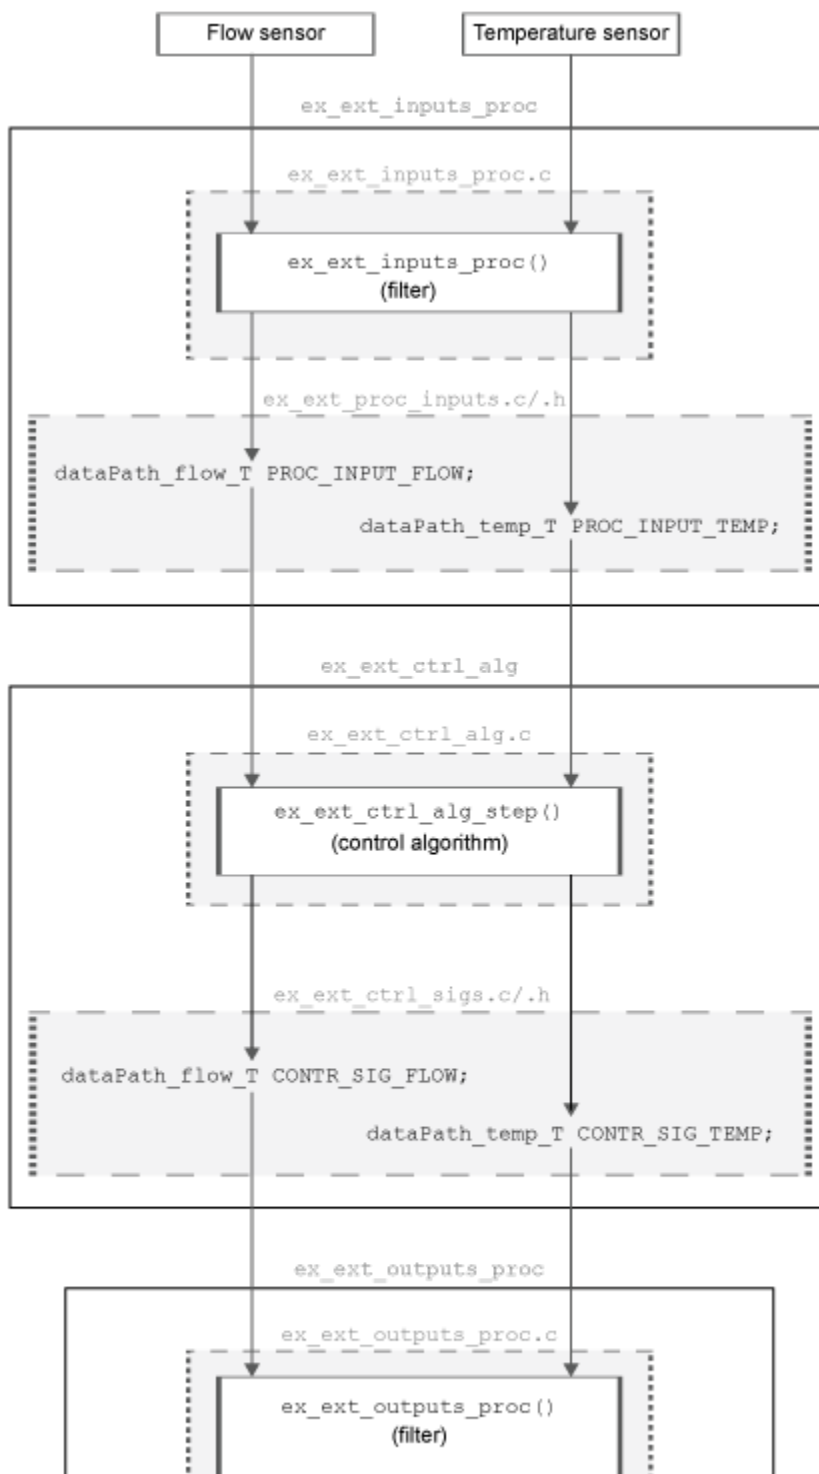 Flow sensor
Temperature sensor
ex_ext_inputs_proc
ex_ext_inputs_proc.c
ex_ext_inputs_proc()
(filter)
ex_ext_proc_inputs.c/.h
dataPath_flow_T PROC_INPUT_FLOW;
dataPath_temp_T PROC_INPUT_TEMP;
ex_ext_ctrl_alg
ex_ext_ctrl_alg.c
ex_ext_ctrl_alg_step()
(control algorithm)
ex_ext_ctrl_sigs.c/.h
dataPath_flow_T CONTR_SIG_FLOW;
dataPath_temp_T CONTR_SIG_TEMP;
ex_ext_outputs_proc
ex_ext_outputs_proc.c
ex_ext_outputs_proc()
(filter)